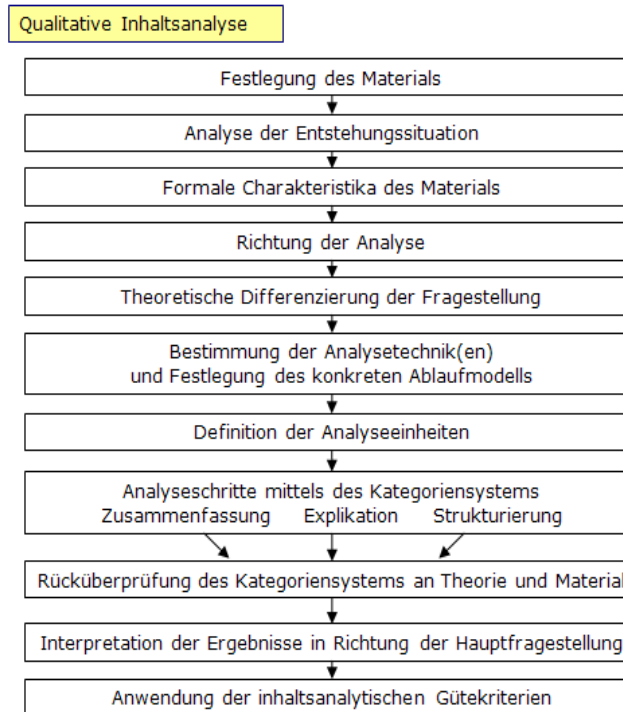 Qualitative Inhaltsanalyse
Festlegung des Materials
Analyse der Entstehungssituation
Formale Charakteristika des Materials
Richtung der Analyse
Theoretische Differenzierung der Fragestellung
Bestimmung der Analysetechnik(en)
und Festlegung des konkreten Ablaufmodells
Definition der Analyseeinheiten
Analyseschritte mittels des Kategoriensystems
Zusammenfassung Explikation Strukturierung
Rücküberprüfung des Kategoriensystems an Theorie und Material
Interpretation der Ergebnisse in Richtung der Hauptfragestellung
Anwendung der inhaltsanalytischen Gütekriterien